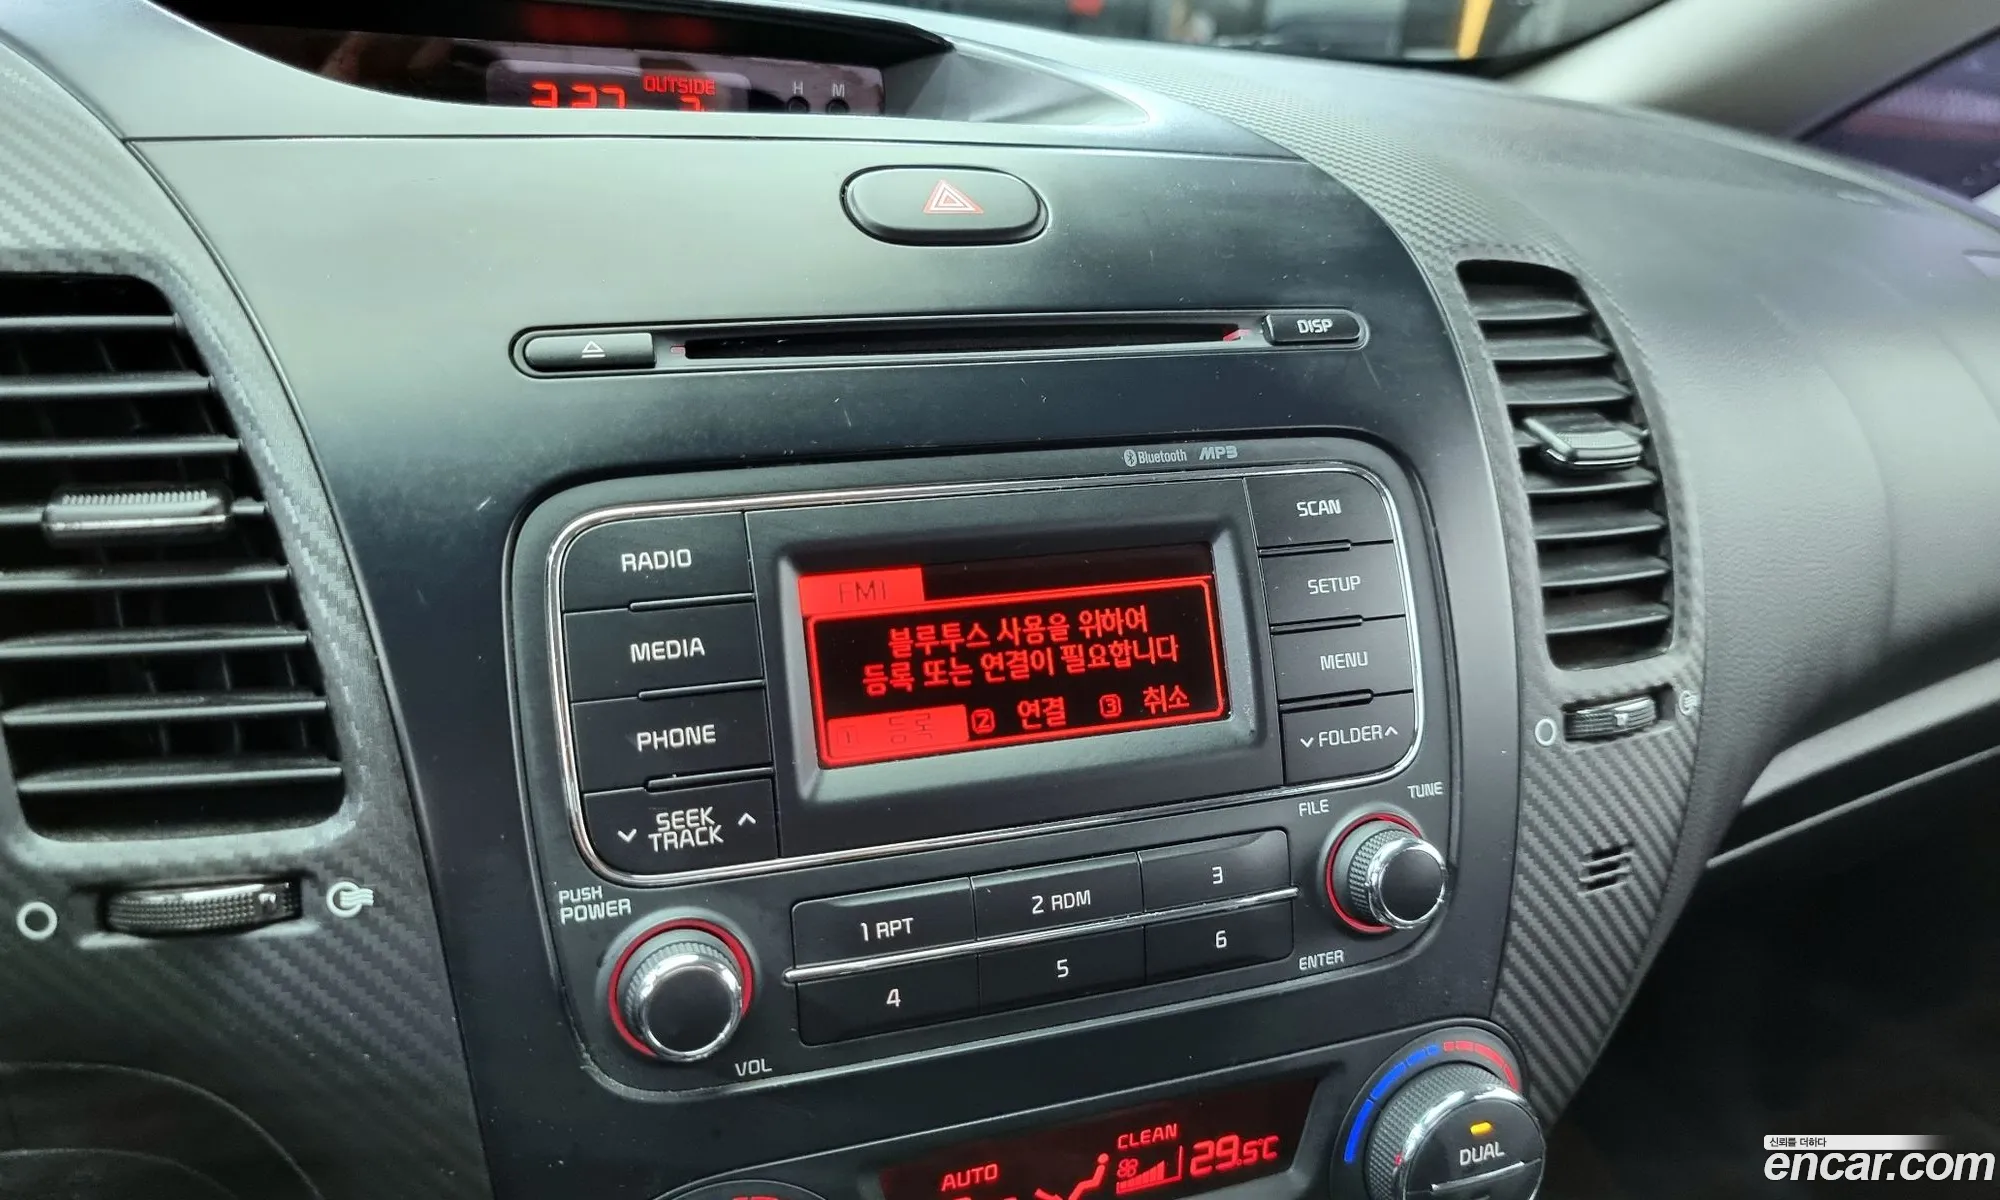 3:27 OUTSIDE
H M
DISP
Bluetooth MP3
RADIO
MEDIA
PHONE
SEEK
TRACK
FM1
블루투스 사용을 위하여
등록 또는 연결이 필요합니다
1 등록 2 연결 3 취소
SCAN
SETUP
MENU
FOLDER
FILE
TUNE
PUSH
POWER
VOL
1 RPT
2 RDM
3
4
5
6
ENTER
AUTO
CLEAN
29.5°C
DUAL
신뢰를 더하다
encar.com